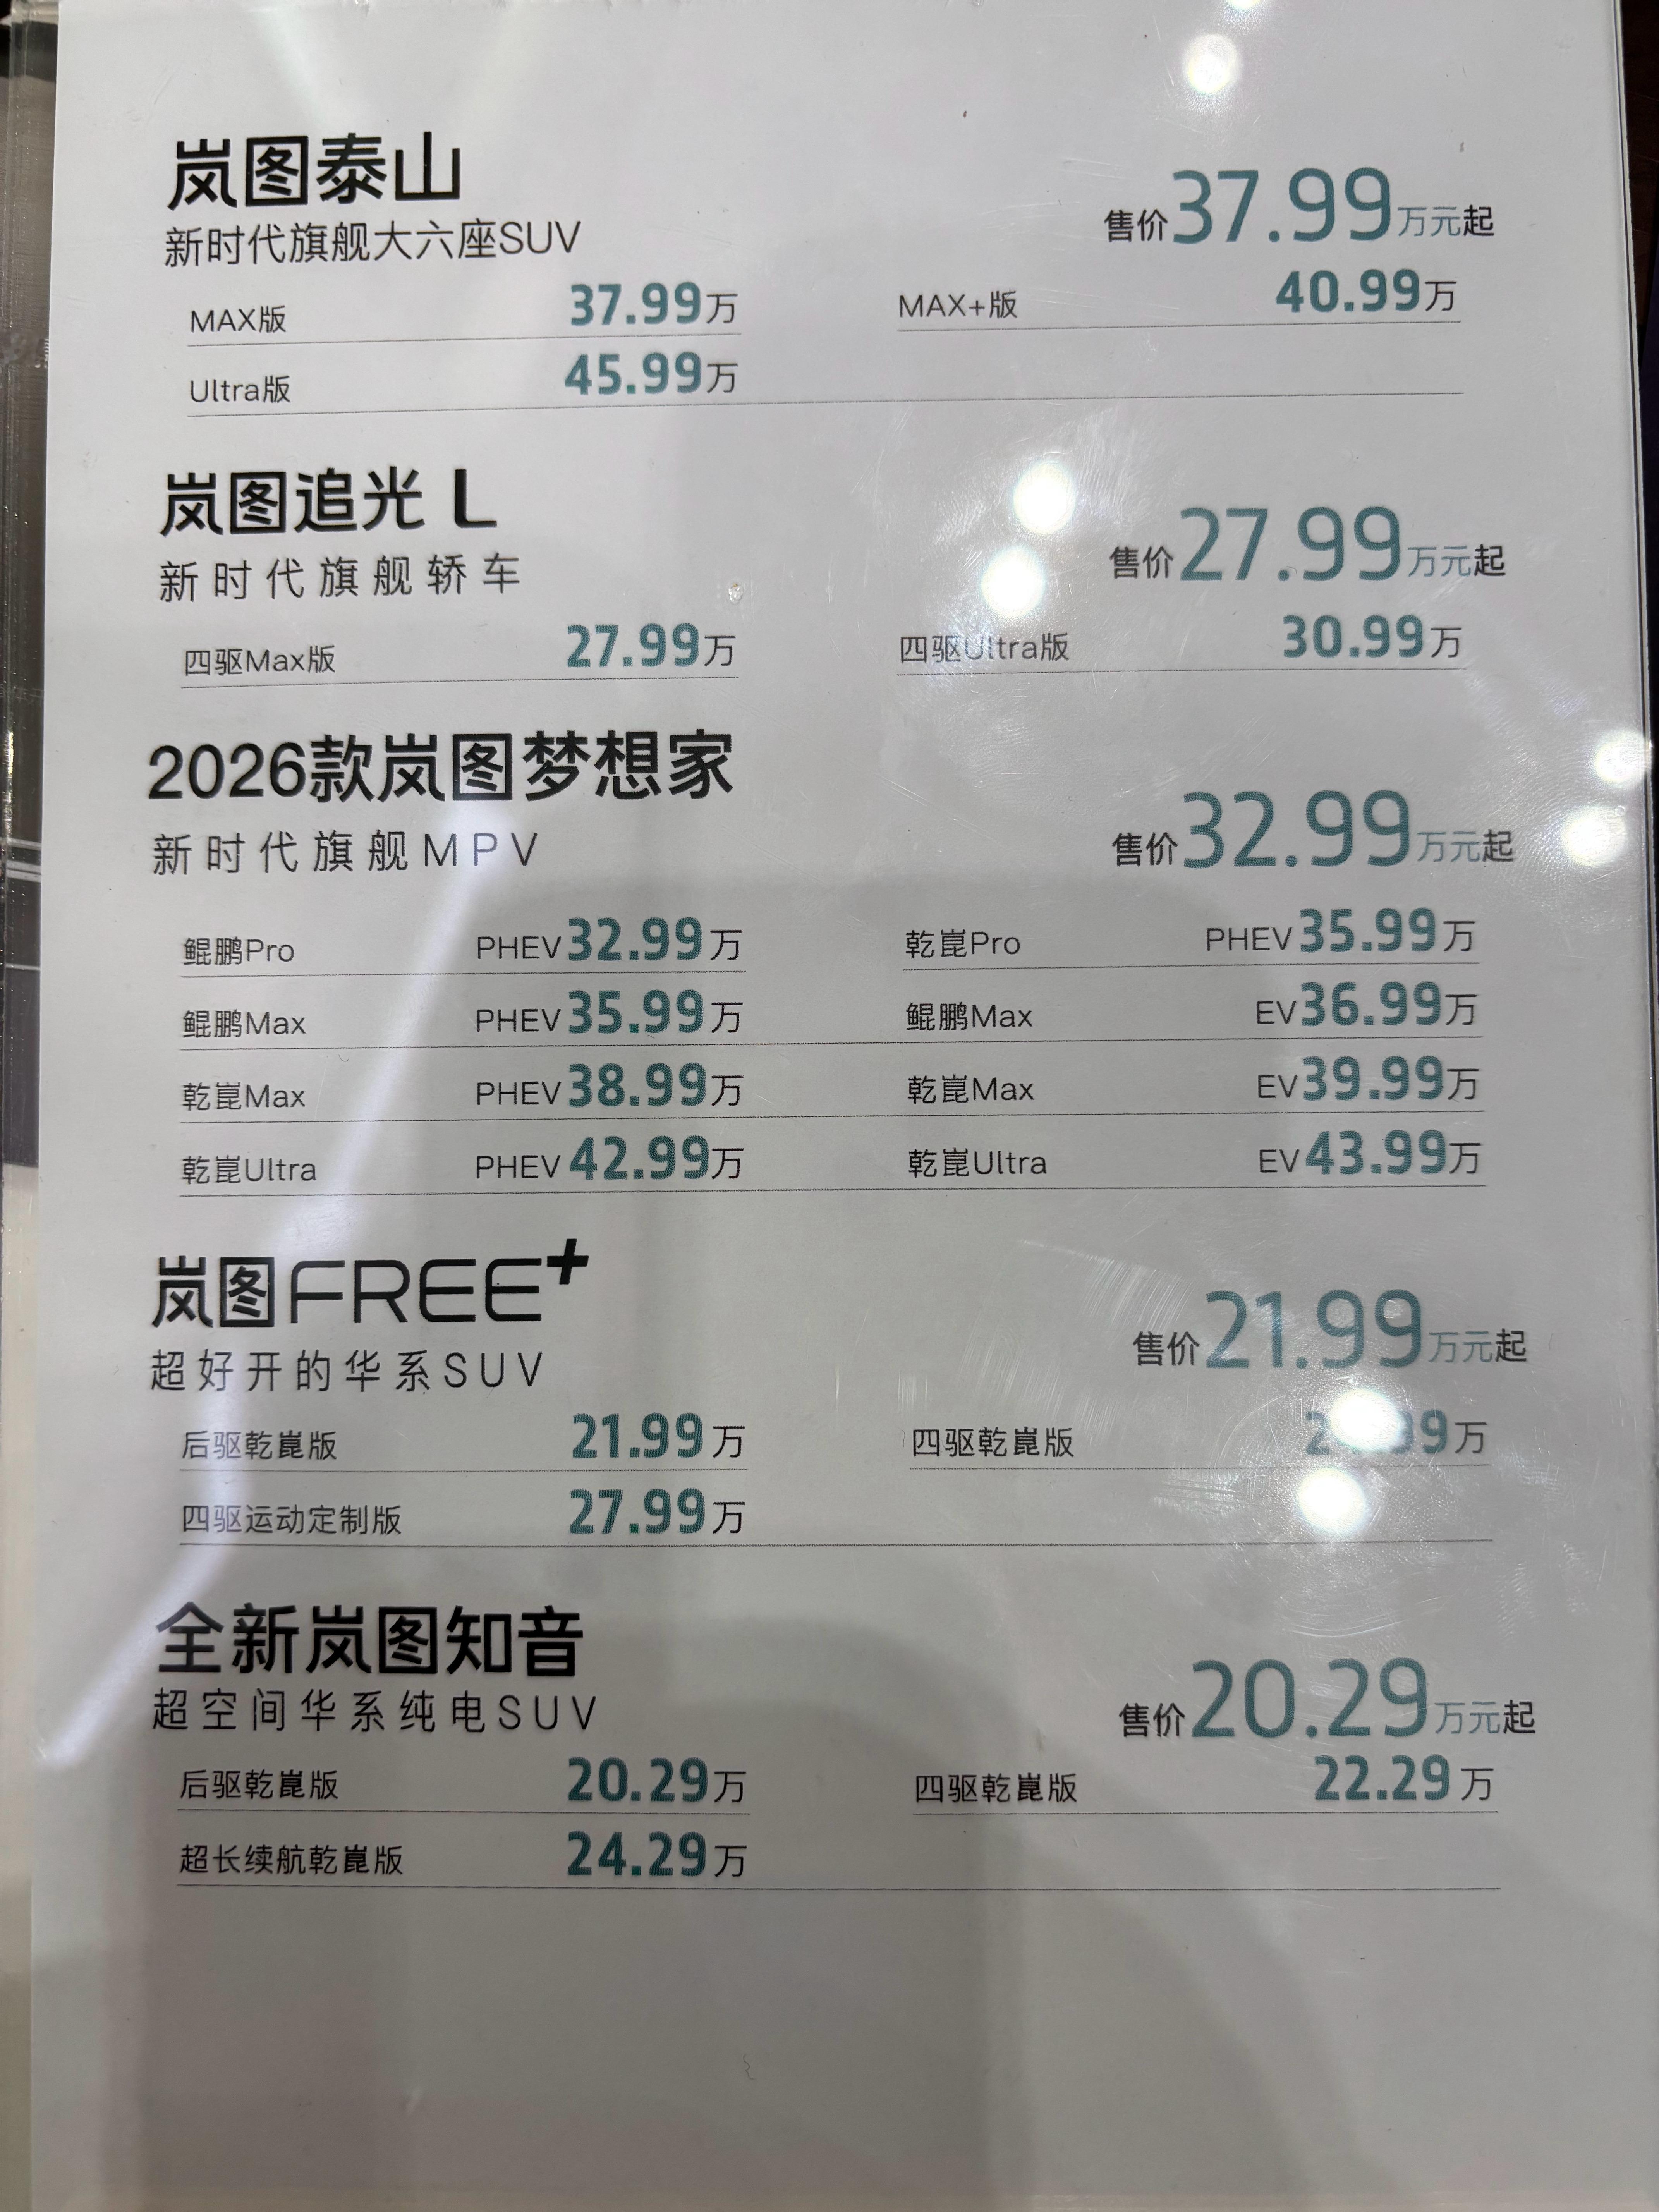 岚图泰山
新时代旗舰大六座SUV
售价37.99万元起
MAX版 37.99万 MAX+版 40.99万
Ultra版 45.99万
岚图追光 L
新时代旗舰轿车
售价27.99万元起
四驱Max版 27.99万 四驱Ultra版 30.99万
2026款岚图梦想家
新时代旗舰MPV
售价32.99万元起
鲲鹏Pro PHEV32.99万 乾崑Pro PHEV35.99万
鲲鹏Max PHEV35.99万 鲲鹏Max EV36.99万
乾崑Max PHEV38.99万 乾崑Max EV39.99万
乾崑Ultra PHEV42.99万 乾崑Ultra EV43.99万
岚图FREE+
超好开的华系SUV
售价21.99万元起
后驱乾崑版 21.99万 四驱乾崑版 万
四驱运动定制版 27.99万
全新岚图知音
超空间华系纯电SUV
售价20.29万元起
后驱乾崑版 20.29万 四驱乾崑版 22.29万
超长续航乾崑版 24.29万